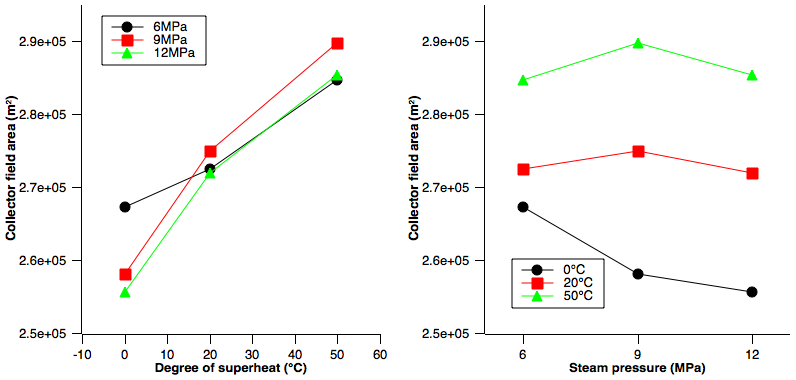 6MPa
9MPa
12MPa
2.9e+05
2.8e+05
2.7e+05
2.6e+05
2.5e+05
Collector field area (m²)
-10 0 10 20 30 40 50 60
Degree of superheat (°C)
2.9e+05
2.8e+05
2.7e+05
2.6e+05
2.5e+05
Collector field area (m²)
0°C
20°C
50°C
6 9 12
Steam pressure (MPa)